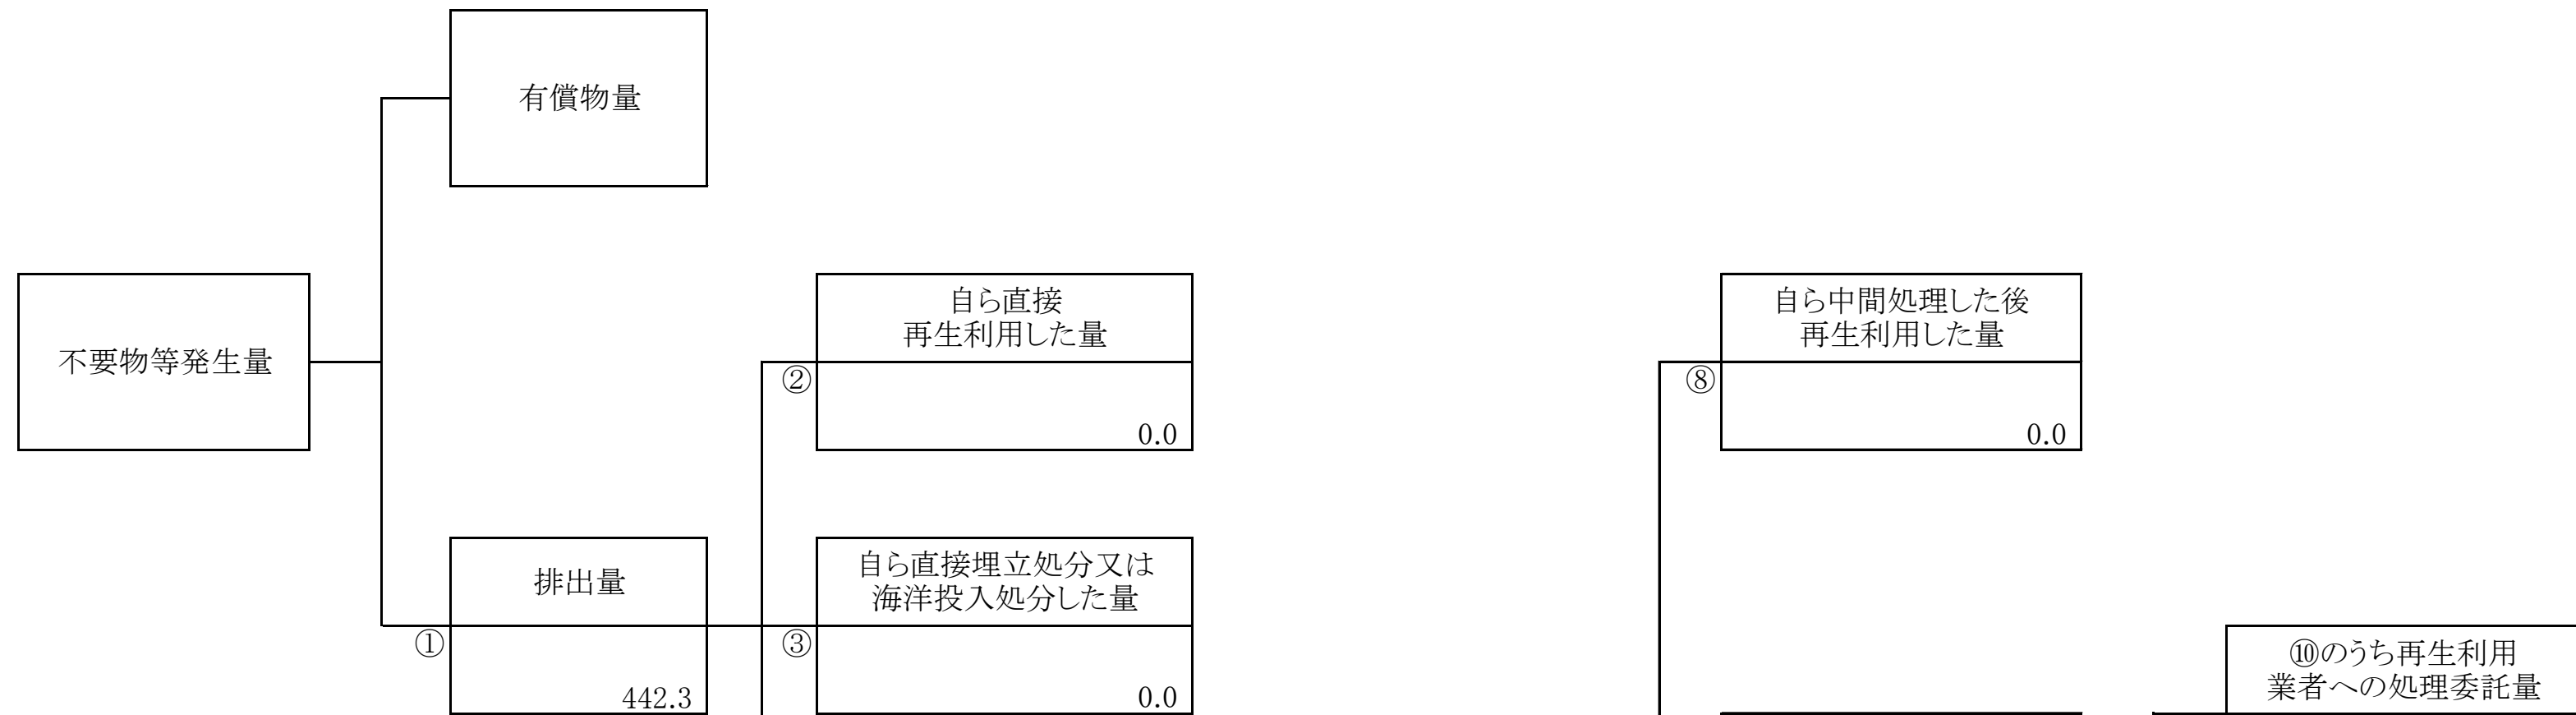 有償物量
不要物等発生量
自ら直接
再生利用した量
②
0.0
自ら中間処理した後
再生利用した量
⑧
0.0
排出量
①
442.3
自ら直接埋立処分又は
海洋投入処分した量
③
0.0
⑩のうち再生利用
業者への処理委託量